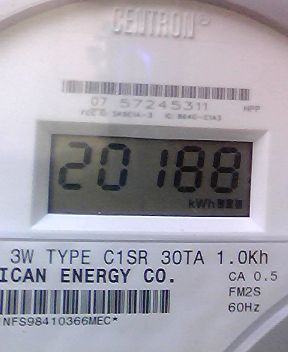 CENTRON
07 57245311 HPP
20188
kWh
3W TYPE C1SR 30TA 1.0Kh
ICAN ENERGY CO. CA 0.5
FM2S
60Hz
NFS98410366MEC*